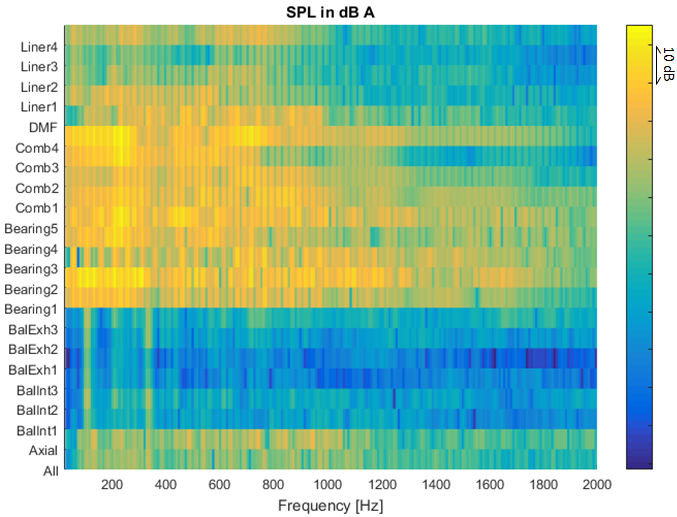 SPL in dB A
Liner4
Liner3
Liner2
Liner1
DMF
Comb4
Comb3
Comb2
Comb1
Bearing5
Bearing4
Bearing3
Bearing2
Bearing1
BalExh3
BalExh2
BalExh1
BalInt3
BalInt2
BalInt1
Axial
All
200 400 600 800 1000 1200 1400 1600 1800 2000
Frequency [Hz]
10 dB